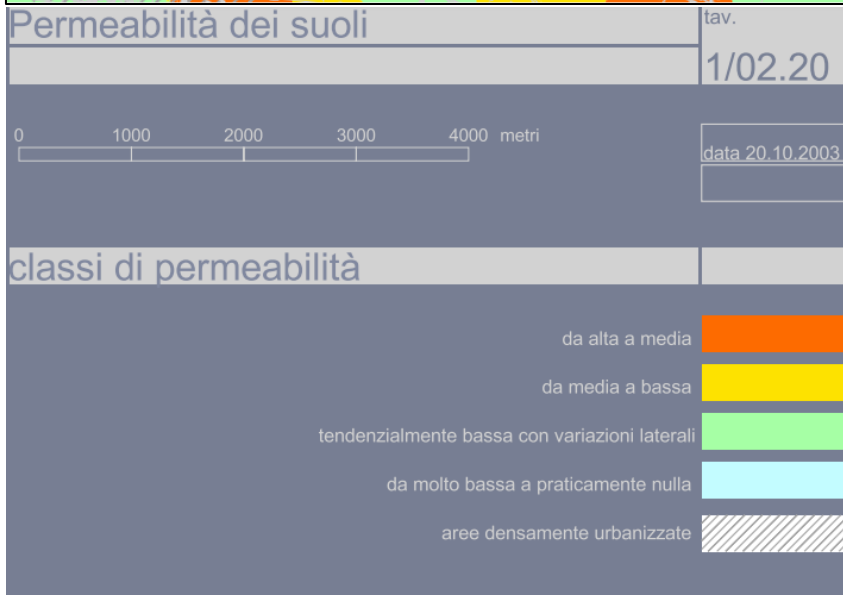 Permeabilità dei suoli
tav.
1/02.20
0 1000 2000 3000 4000 metri
data 20.10.2003
classi di permeabilità
da alta a media
da media a bassa
tendenzialmente bassa con variazioni laterali
da molto bassa a praticamente nulla
aree densamente urbanizzate